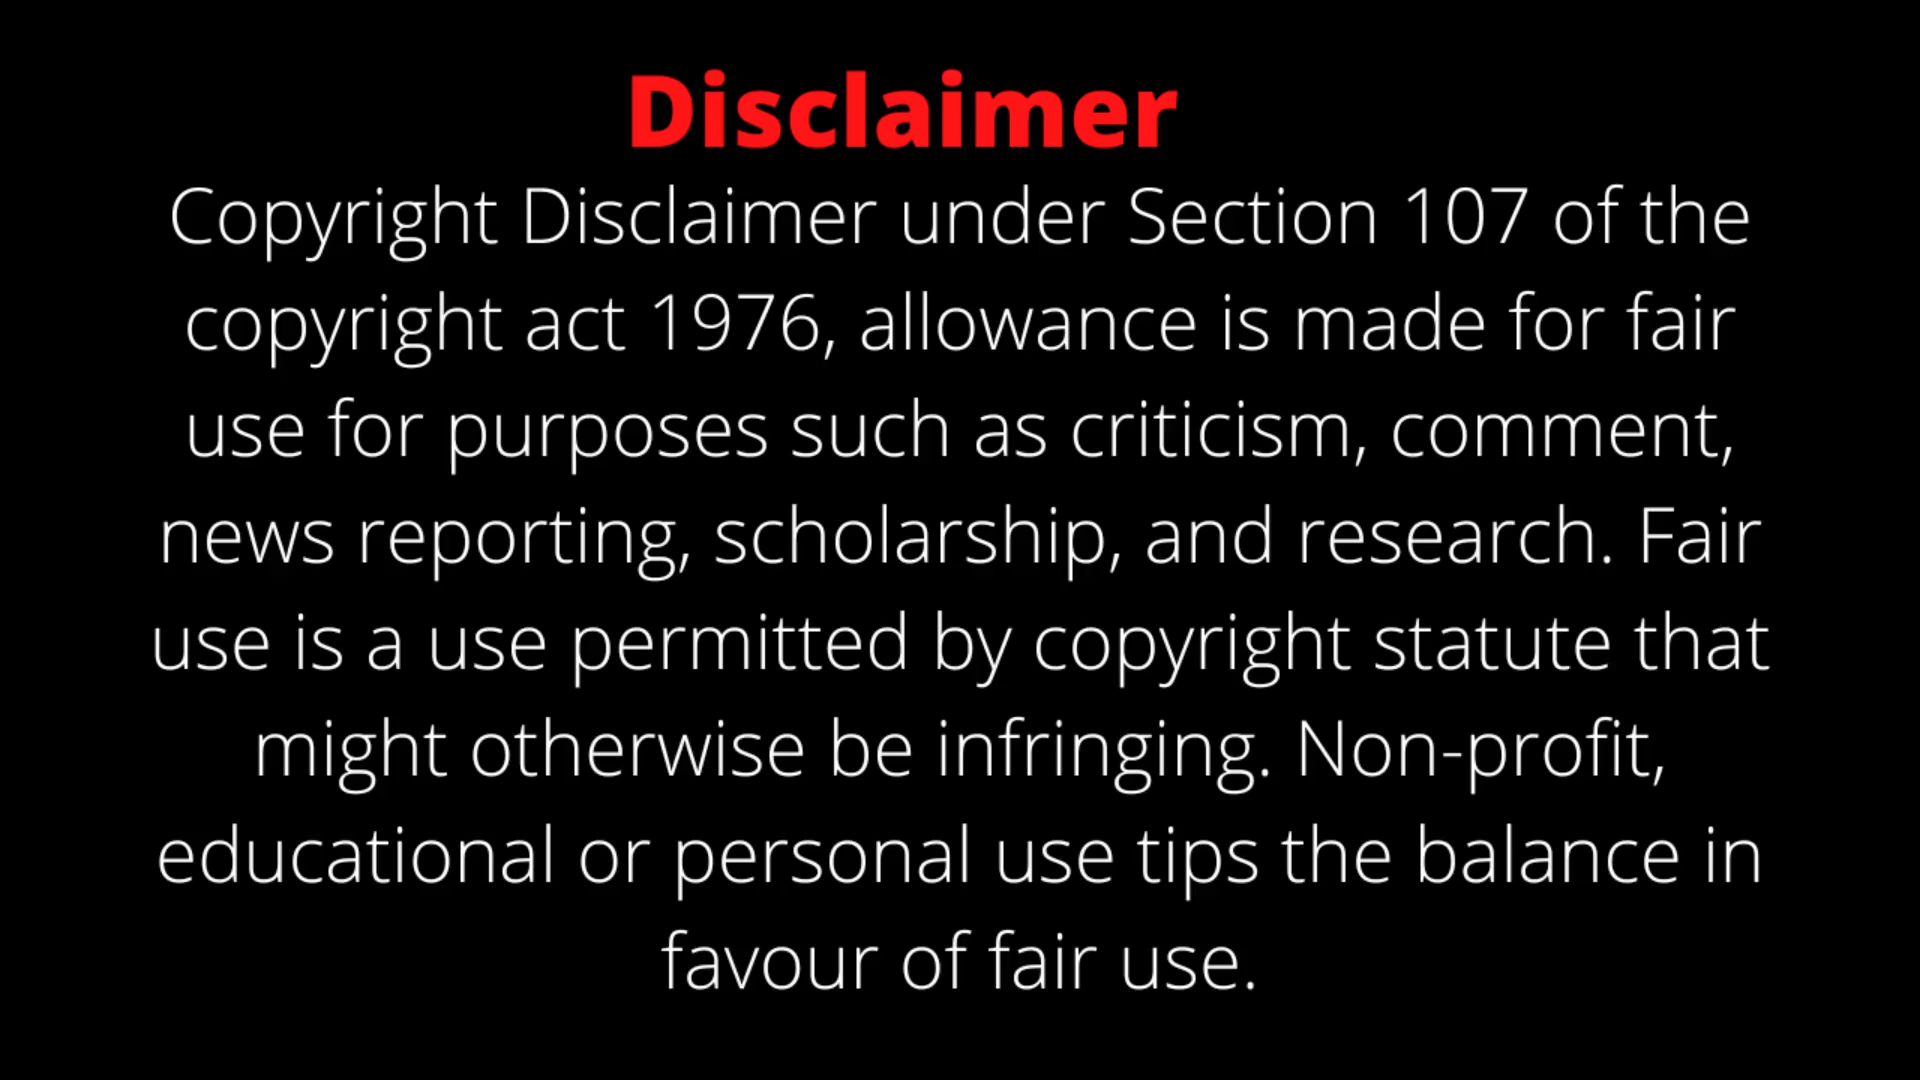 Disclaimer
Copyright Disclaimer under Section 107 of the
copyright act 1976, allowance is made for fair
use for purposes such as criticism, comment,
news reporting, scholarship, and research. Fair
use is a use permitted by copyright statute that
might otherwise be infringing. Non-profit,
educational or personal use tips the balance in
favour of fair use.